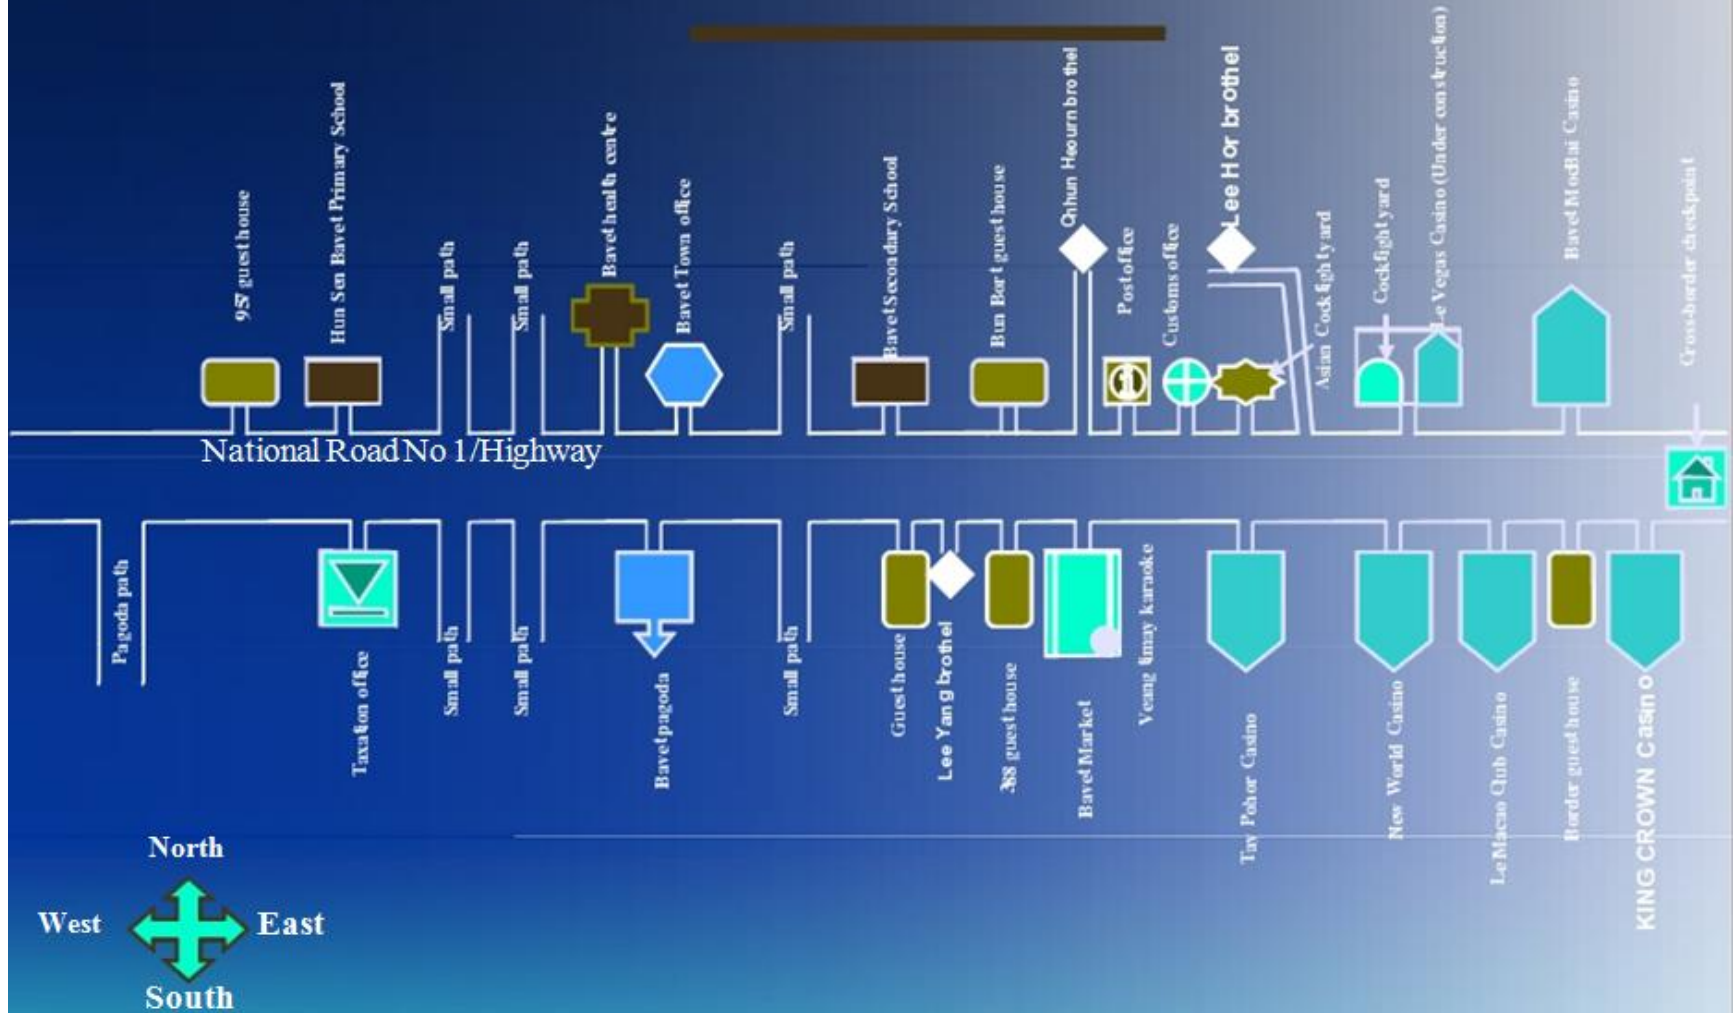 957 guest house
Hun Sen Bavet Primary School
Small path
Small path
Bavet health centre
Bavet Town office
Small path
Bavet Secondary School
Bun Bort guest house
Chhun Heourn brothel
Post office
Customs office
Lee Hor brothel
Asian Cockfight yard
Cockfight yard
Le Vegas Casino (Under construction)
Bavet MocBai Casino
Cross-border checkpoint
National Road No 1/Highway
Pagoda path
Taxation office
Small path
Small path
Bavet pagoda
Small path
Guest house
Lee Yang brothel
388 guest house
Bavet Market
Veang thmay karaoke
Tay Pohor Casino
New World Casino
Le Macao Club Casino
Border guest house
KING CROWN Casino
North
West
East
South